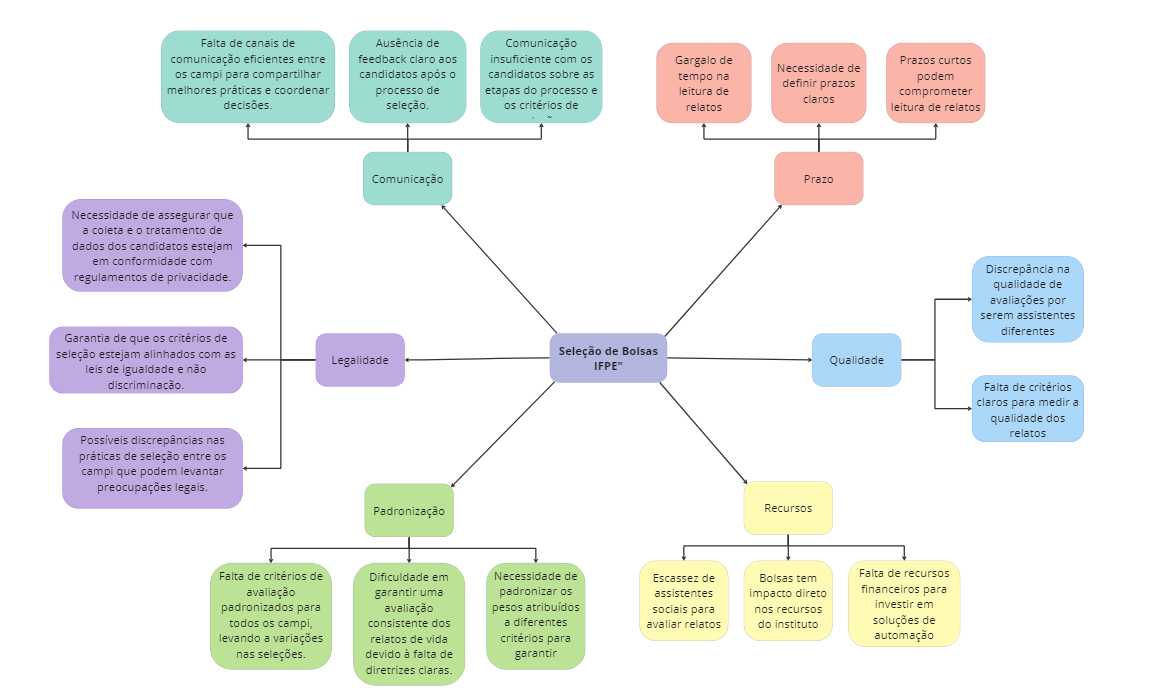 Falta de canais de
comunicação eficientes entre
os campi para compartilhar
melhores práticas e coordenar
decisões.
Ausência de
feedback claro aos
candidatos após o
processo de
seleção.
Comunicação
insuficiente com os
candidatos sobre as
etapas do processo e
os critérios de
Gargalo de
tempo na
leitura de
relatos
Necessidade de
definir prazos
claros
Prazos curtos
podem
comprometer
leitura de relatos
Comunicação
Prazo
Necessidade de assegurar que
a coleta e o tratamento de
dados dos candidatos estejam
em conformidade com
regulamentos de privacidade.
Garantia de que os critérios de
seleção estejam alinhados com as
leis de igualdade e não
discriminação.
Possíveis discrepâncias nas
práticas de seleção entre os
campi que podem levantar
preocupações legais.
Legalidade
Seleção de Bolsas
IFPE"
Qualidade
Discrepância na
qualidade de
avaliações por
serem assistentes
diferentes
Falta de critérios
claros para medir a
qualidade dos
relatos
Padronização
Recursos
Falta de critérios de
avaliação
padronizados para
todos os campi,
levando a variações
nas seleções.
Dificuldade em
garantir uma
avaliação
consistente dos
relatos de vida
devido à falta de
diretrizes claras.
Necessidade de
padronizar os
pesos atribuídos
a diferentes
critérios para
garantir
Escassez de
assistentes
sociais para
avaliar relatos
Bolsas tem
impacto direto
nos recursos
do instituto
Falta de recursos
financeiros para
investir em
soluções de
automação